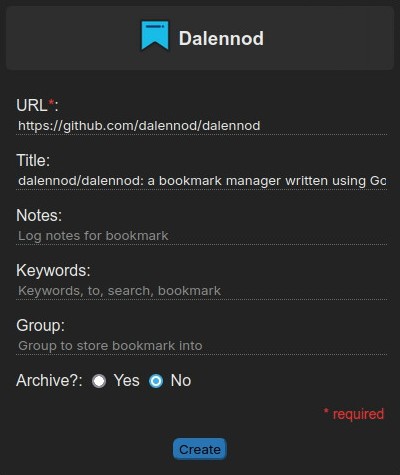 Dalennod
URL*:
https://github.com/dalennod/dalennod
Title:
dalennod/dalennod: a bookmark manager written using Go
Notes:
Log notes for bookmark
Keywords:
Keywords, to, search, bookmark
Group:
Group to store bookmark into
Archive?: Yes No
* required
Create